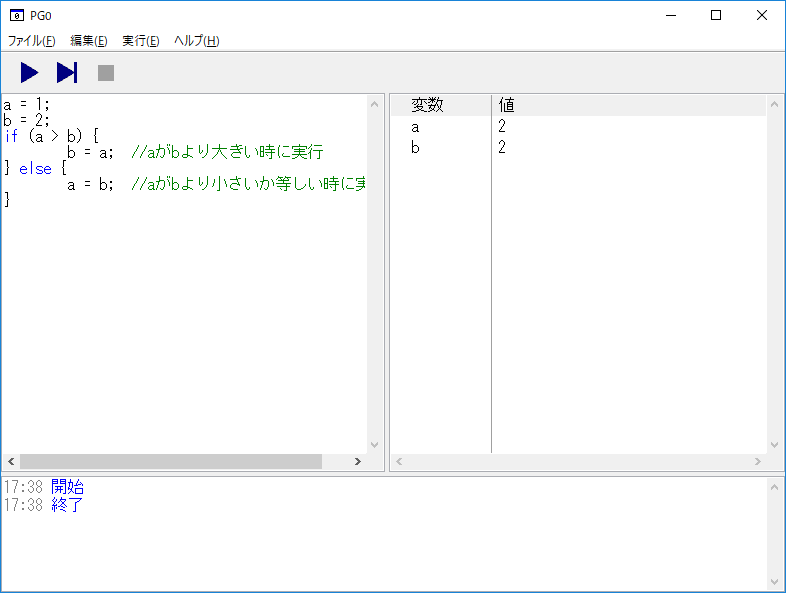 PG0
ファイル(F) 編集(E) 実行(E) ヘルプ(H)
a = 1;
b = 2;
if (a > b) {
b = a; //aがbより大きい時に実行
} else {
a = b; //aがbより小さいか等しい時に実
}
変数 値
a 2
b 2
17:38 開始
17:38 終了